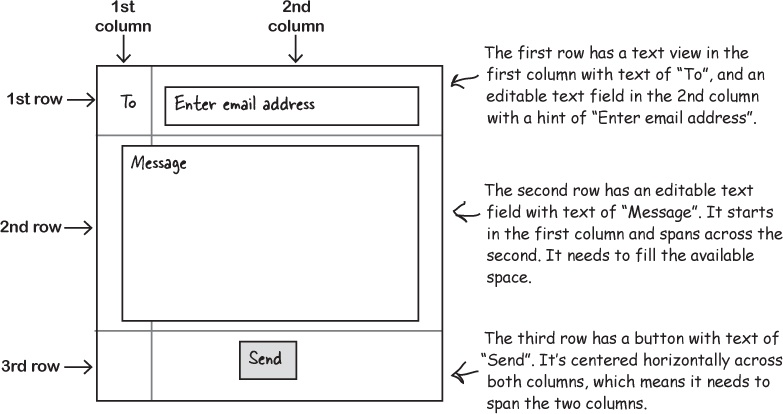 1st
column
2nd
column
1st row
To
Enter email address
The first row has a text view in the
first column with text of “To”, and an
editable text field in the 2nd column
with a hint of “Enter email address”.
2nd row
Message
The second row has an editable text
field with text of “Message”. It starts
in the first column and spans across the
second. It needs to fill the available
space.
3rd row
Send
The third row has a button with text of
“Send”. It’s centered horizontally across
both columns, which means it needs to
span the two columns.